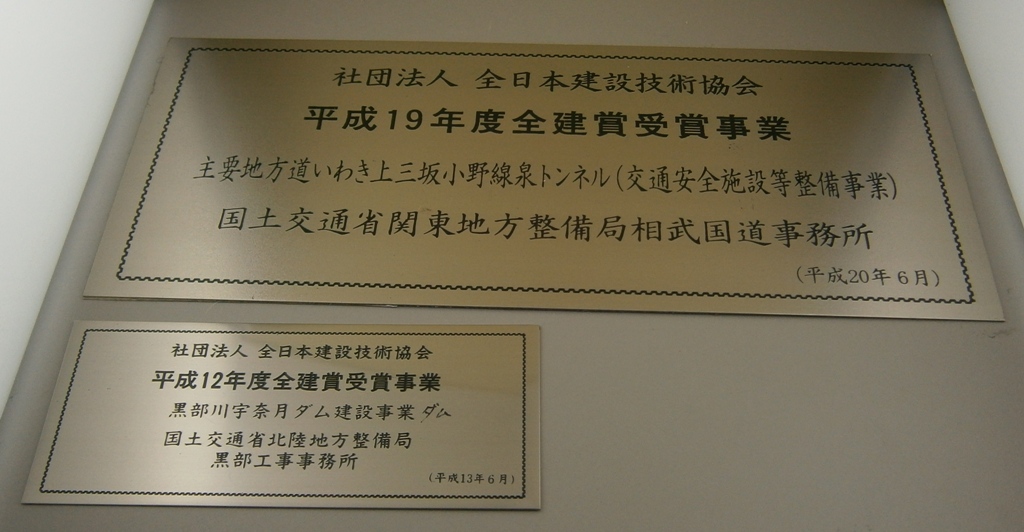 社団法人 全日本建設技術協会
平成19年度全建賞受賞事業
主要地方道いわき上三坂小野線泉トンネル(交通安全施設等整備事業)
国土交通省関東地方整備局相武国道事務所
(平成20年6月)
社団法人 全日本建設技術協会
平成12年度全建賞受賞事業
黒部川宇奈月ダム建設事業ダム
国土交通省北陸地方整備局
黒部工事事務所
(平成13年6月)